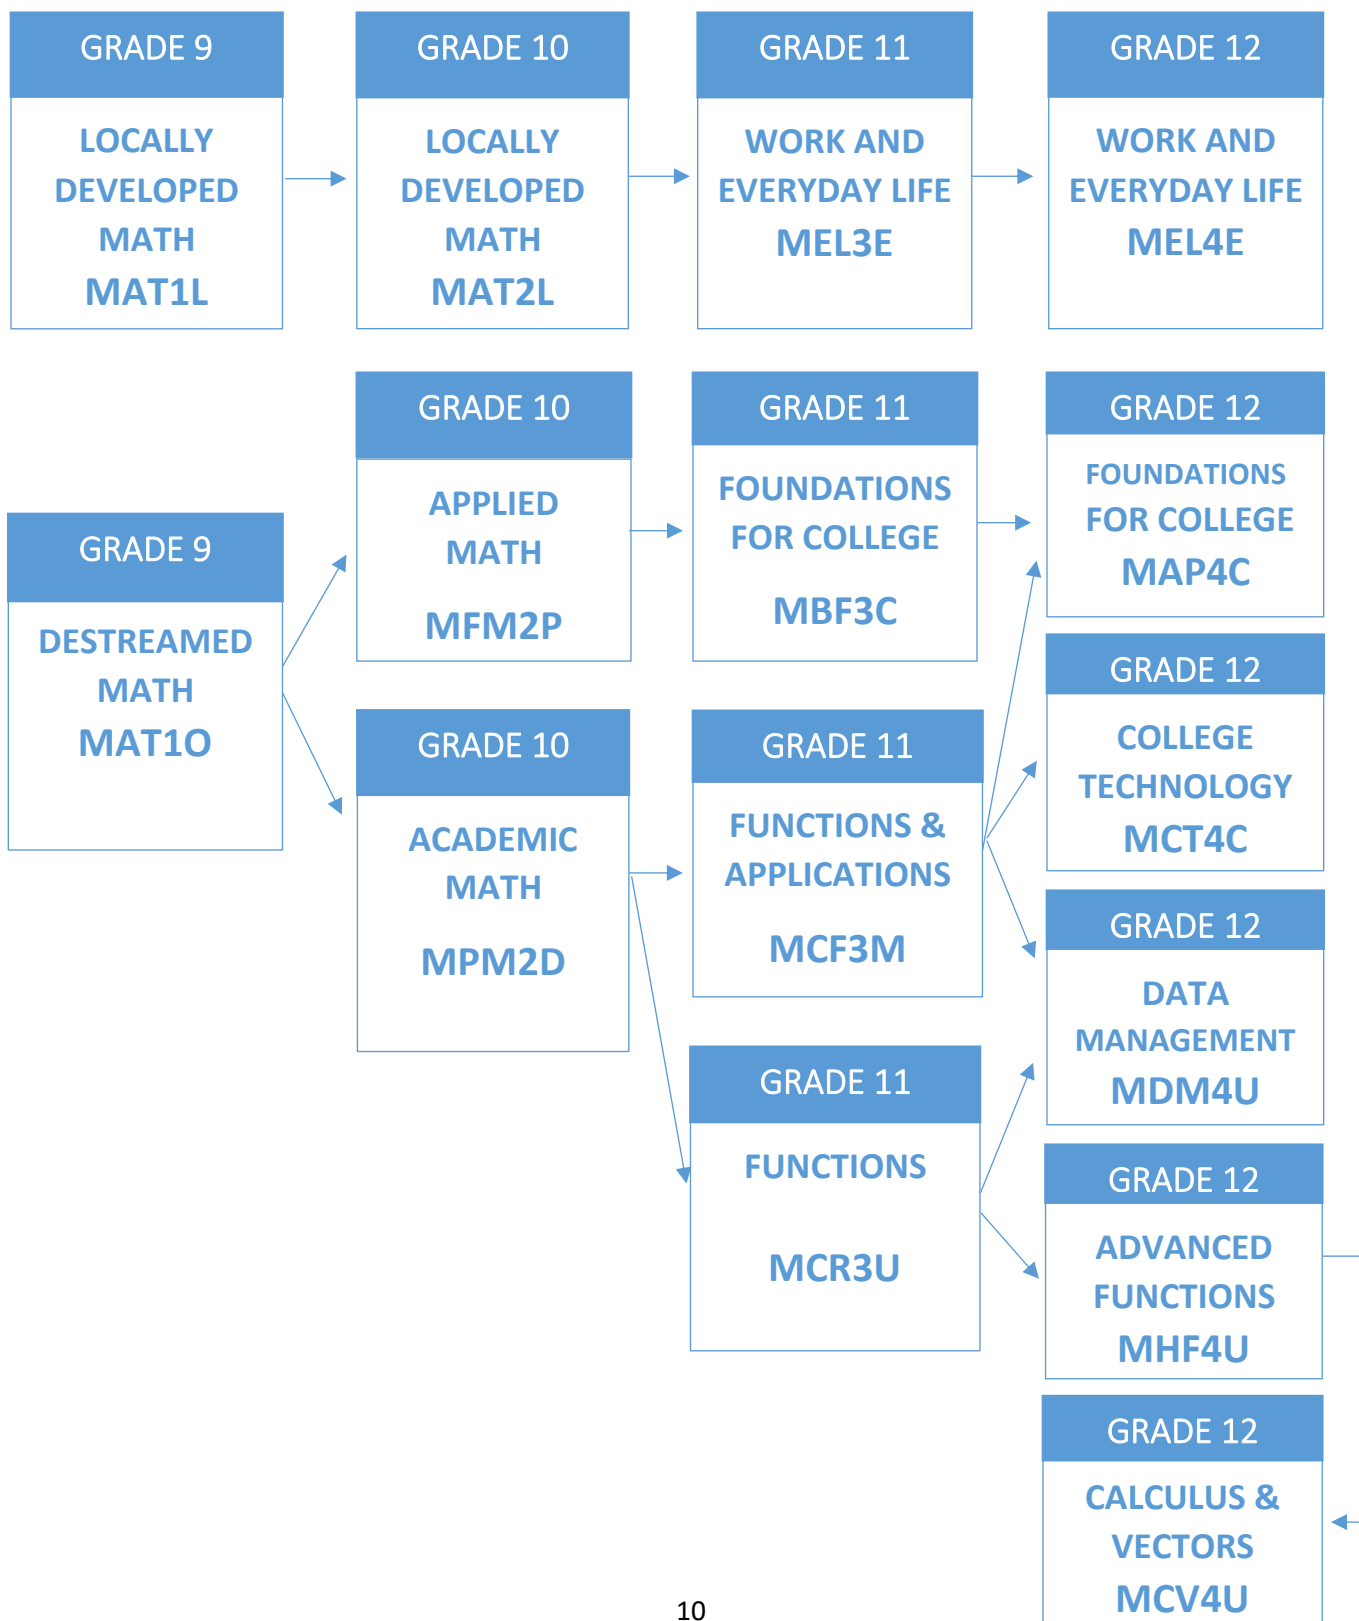 GRADE 9
LOCALLY
DEVELOPED
MATH
MAT1L
GRADE 10
LOCALLY
DEVELOPED
MATH
MAT2L
GRADE 11
WORK AND
EVERYDAY LIFE
MEL3E
GRADE 12
WORK AND
EVERYDAY LIFE
MEL4E
GRADE 9
DESTREAMED
MATH
MAT1O
GRADE 10
APPLIED
MATH
MFM2P
GRADE 11
FOUNDATIONS
FOR COLLEGE
MBF3C
GRADE 12
FOUNDATIONS
FOR COLLEGE
MAP4C
GRADE 12
COLLEGE
TECHNOLOGY
MCT4C
GRADE 10
ACADEMIC
MATH
MPM2D
GRADE 11
FUNCTIONS &
APPLICATIONS
MCF3M
GRADE 12
DATA
MANAGEMENT
MDM4U
GRADE 11
FUNCTIONS
MCR3U
GRADE 12
ADVANCED
FUNCTIONS
MHF4U
GRADE 12
CALCULUS &
VECTORS
MCV4U
10